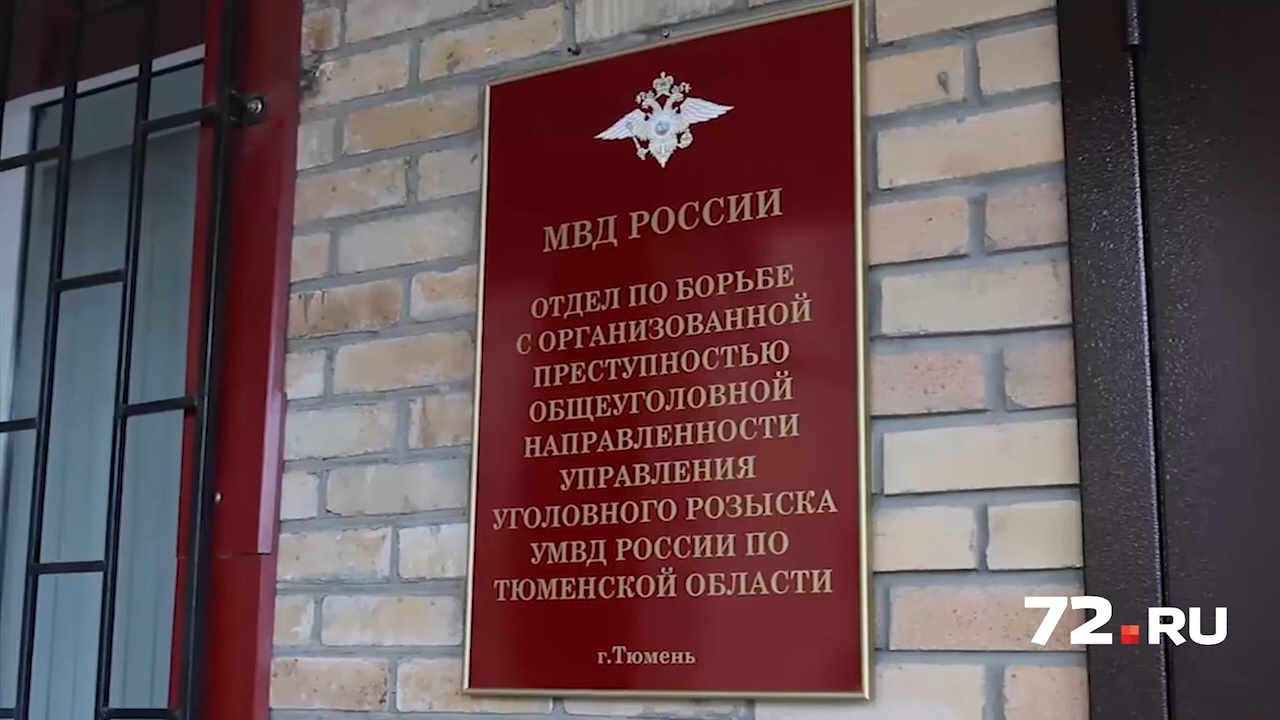 МВД РОССИИ
ОТДЕЛ ПО БОРЬБЕ
С ОРГАНИЗОВАННОЙ
ПРЕСТУПНОСТЬЮ
ОБЩЕУГОЛОВНОЙ
НАПРАВЛЕННОСТИ
УПРАВЛЕНИЯ
УГОЛОВНОГО РОЗЫСКА
УМВД РОССИИ ПО
ТЮМЕНСКОЙ ОБЛАСТИ
г.Тюмень
72.RU